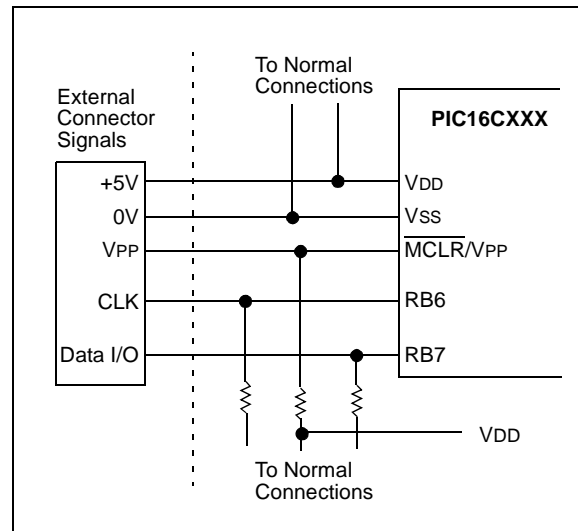 To Normal
Connections
External
Connector
Signals
PIC16CXXX
+5V
VDD
0V
VSS
VPP
MCLR/VPP
CLK
RB6
Data I/O
RB7
VDD
To Normal
Connections